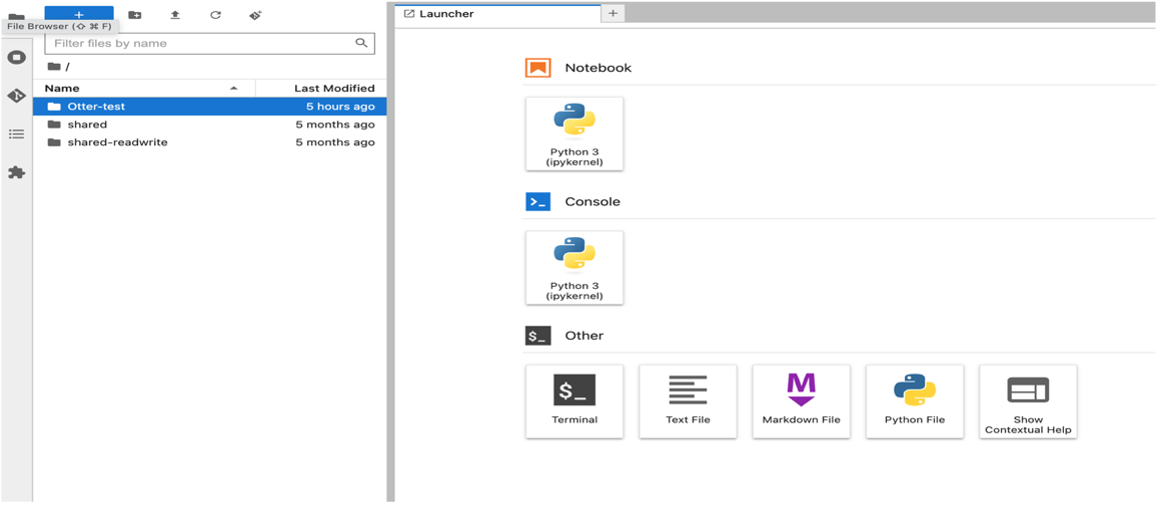 File Browser (⇧ ⌘ F)
Filter files by name
/
Name Last Modified
Otter-test 5 hours ago
shared 5 months ago
shared-readwrite 5 months ago
Launcher
Notebook
Python 3
(ipykernel)
Console
Python 3
(ipykernel)
$_ Other
$_
Terminal
Text File
M
Markdown File
Python File
Show
Contextual Help